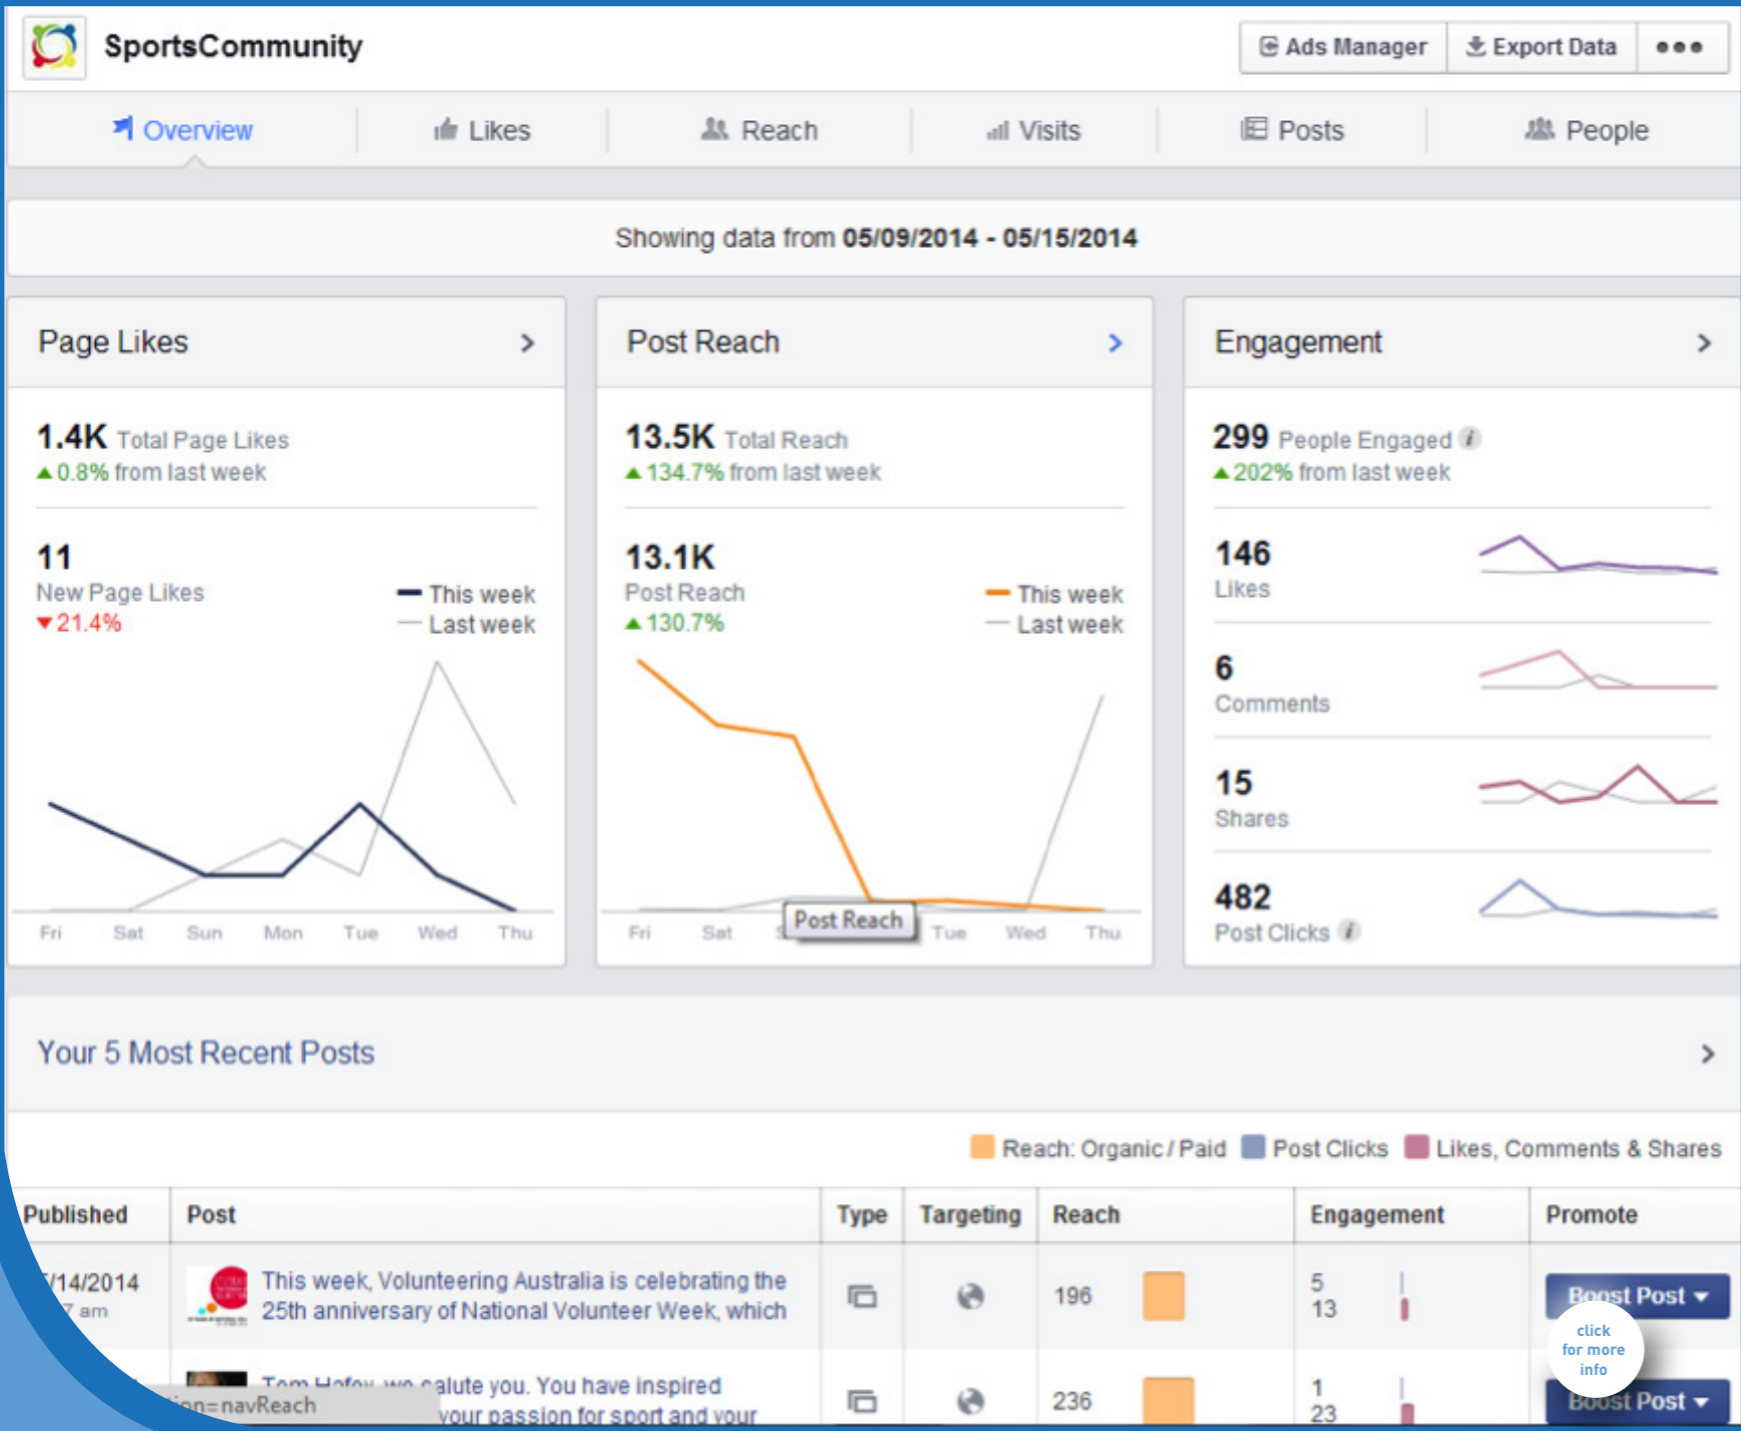 SportsCommunity
Ads Manager
Export Data
Overview
Likes
Reach
Visits
Posts
People
Showing data from 05/09/2014 - 05/15/2014
Page Likes
1.4K Total Page Likes
0.8% from last week
11
New Page Likes
21.4%
This week
Last week
Fri Sat Sun Mon Tue Wed Thu
Post Reach
13.5K Total Reach
134.7% from last week
13.1K
Post Reach
130.7%
This week
Last week
Fri Sat Tue Wed Thu
Post Reach
Engagement
299 People Engaged i
202% from last week
146
Likes
6
Comments
15
Shares
482
Post Clicks i
Your 5 Most Recent Posts
Reach: Organic / Paid Post Clicks Likes, Comments & Shares
Published Post Type Targeting Reach Engagement Promote
/14/2014
7 am
This week, Volunteering Australia is celebrating the
25th anniversary of National Volunteer Week, which
196
5
13
Boost Post
click
for more
info
Tom Hafey, we salute you. You have inspired
your passion for sport and your
236
1
23
Boost Post
ion=navReach